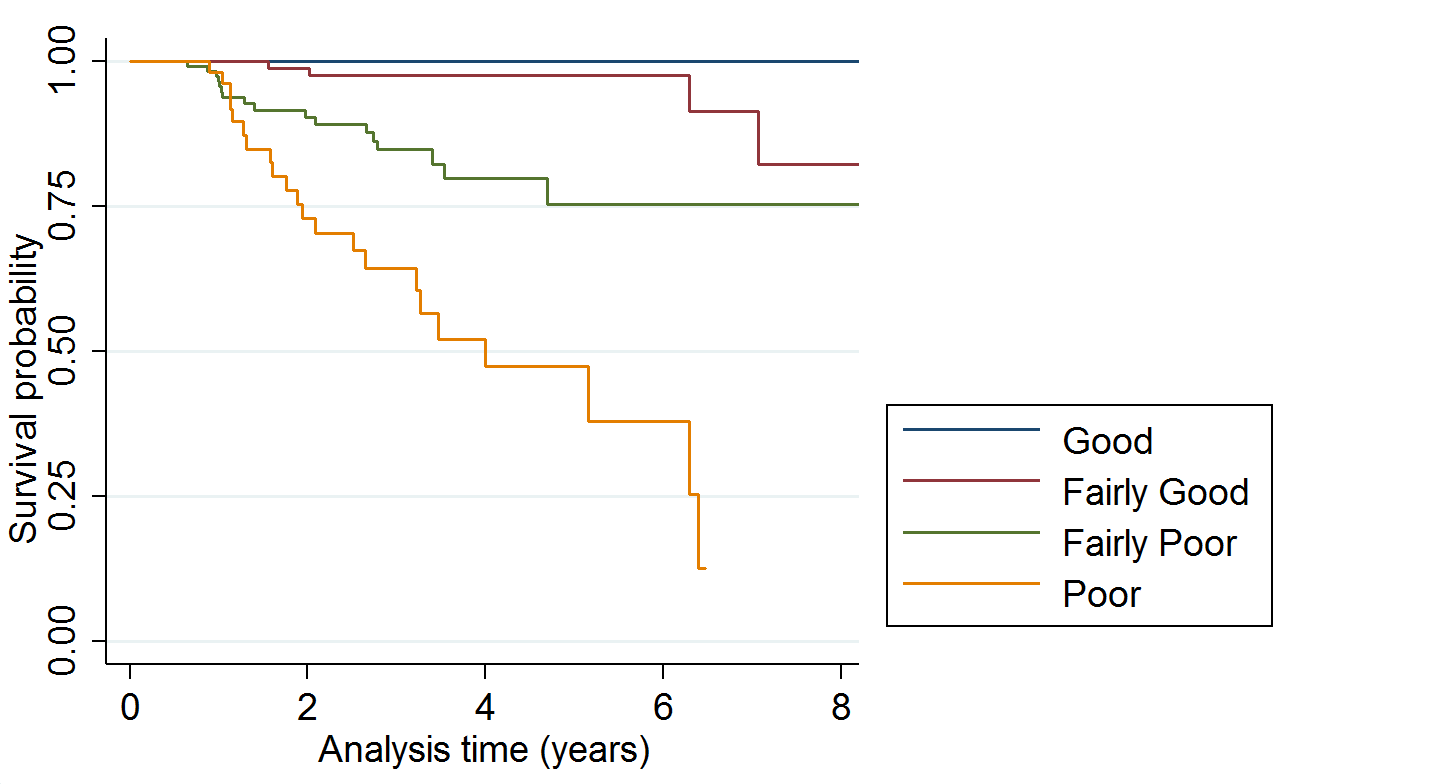 Survival probability
1.00
0.75
0.50
0.25
0.00
0 2 4 6 8
Analysis time (years)
Good
Fairly Good
Fairly Poor
Poor